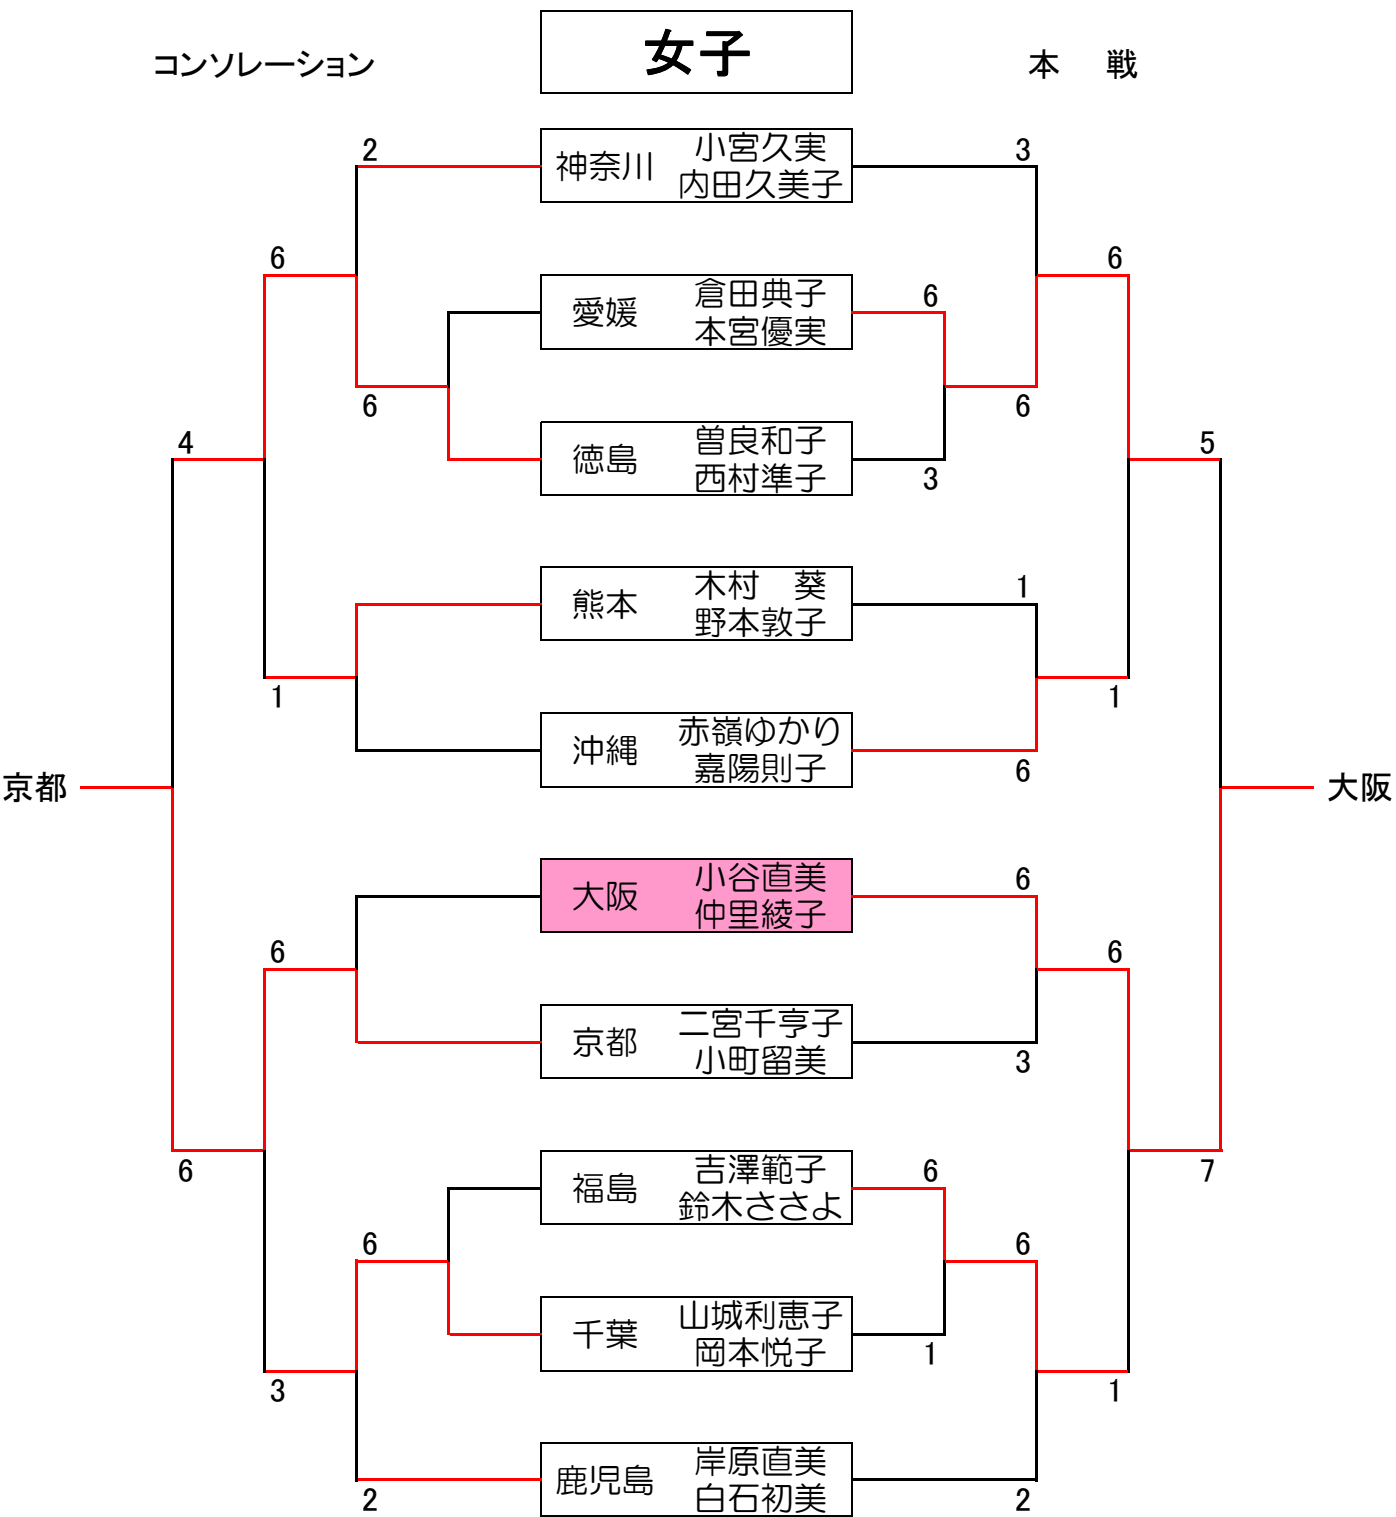 女子
コンソレーション
本　戦
2
神奈川
小宮久実
内田久美子
3
6
6
愛媛
倉田典子
本宮優実
6
6
6
4
徳島
曽良和子
西村準子
3
5
熊本
木村　葵
野本敦子
1
1
1
沖縄
赤嶺ゆかり
嘉陽則子
6
京都
大阪
大阪
小谷直美
仲里綾子
6
6
6
京都
二宮千亨子
小町留美
3
6
福島
吉澤範子
鈴木ささよ
6
7
6
6
千葉
山城利恵子
岡本悦子
1
3
1
鹿児島
岸原直美
白石初美
2
2